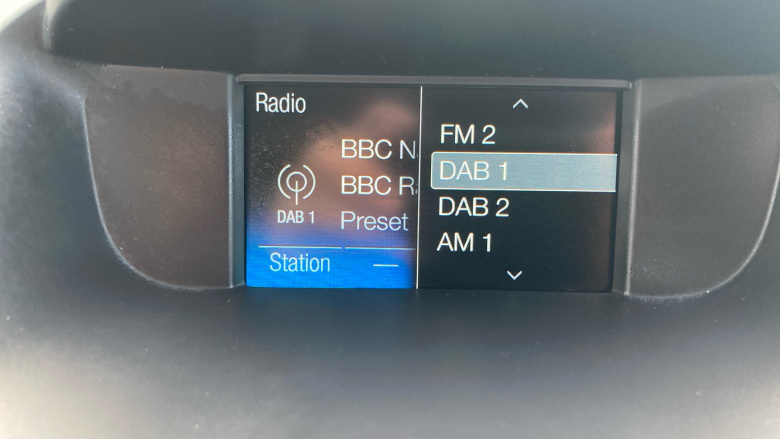 Radio
BBC N
BBC R
DAB 1
Preset
Station
FM 2
DAB 1
DAB 2
AM 1